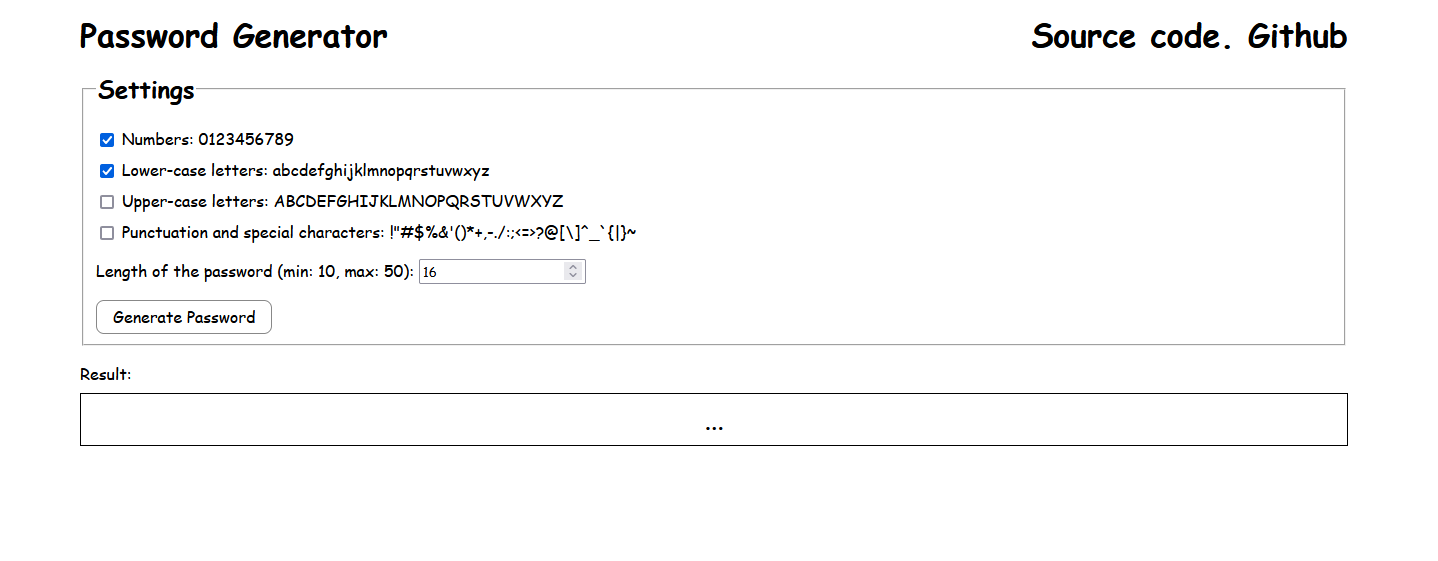 Password Generator
Source code. Github
Settings
Numbers: 0123456789
Lower-case letters: abcdefghijklmnopqrstuvwxyz
Upper-case letters: ABCDEFGHIJKLMNOPQRSTUVWXYZ
Punctuation and special characters: !"#$%&'()*+,-./:;<=>?@[\]^_`{|}~
Length of the password (min: 10, max: 50): 16
Generate Password
Result:
...